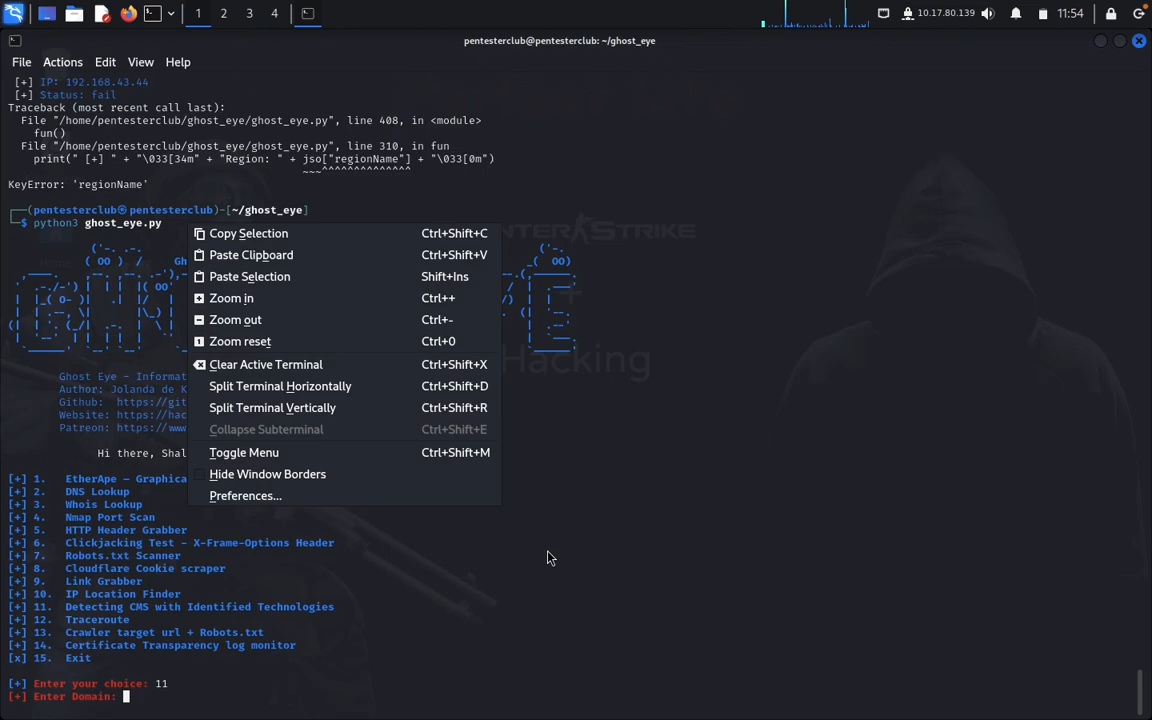 1 2 3 4 10.17.80.139 11:54
pentesterclub@pentesterclub: ~/ghost_eye
File Actions Edit View Help
[+] IP: 192.168.43.44
[+] Status: fail
Traceback (most recent call last):
File "/home/pentesterclub/ghost_eye/ghost_eye.py", line 408, in <module>
fun()
File "/home/pentesterclub/ghost_eye/ghost_eye.py", line 310, in fun
print(" [+] " + "\033[34m" + "Region: " + jso["regionName"] + "\033[0m")
~~~^^^^^^^^^^^^^^
KeyError: 'regionName'
┌──(pentesterclub㉿pentesterclub)-[~/ghost_eye]
└─$ python3 ghost_eye.py
Copy Selection Ctrl+Shift+C
Paste Clipboard Ctrl+Shift+V
Paste Selection Shift+Ins
Zoom in Ctrl++
Zoom out Ctrl+-
Zoom reset Ctrl+0
Clear Active Terminal Ctrl+Shift+X
Split Terminal Horizontally Ctrl+Shift+D
Split Terminal Vertically Ctrl+Shift+R
Collapse Subterminal Ctrl+Shift+E
Toggle Menu Ctrl+Shift+M
Hide Window Borders
Preferences...
Hacking
Ghost Eye - Informat
Author: Jolanda de K
Github: https://git
Website: https://hac
Patreon: https://www
Hi there, Shal
[+] 1. EtherApe – Graphica
[+] 2. DNS Lookup
[+] 3. Whois Lookup
[+] 4. Nmap Port Scan
[+] 5. HTTP Header Grabber
[+] 6. Clickjacking Test - X-Frame-Options Header
[+] 7. Robots.txt Scanner
[+] 8. Cloudflare Cookie scraper
[+] 9. Link Grabber
[+] 10. IP Location Finder
[+] 11. Detecting CMS with Identified Technologies
[+] 12. Traceroute
[+] 13. Crawler target url + Robots.txt
[+] 14. Certificate Transparency log monitor
[x] 15. Exit
[+] Enter your choice: 11
[+] Enter Domain: